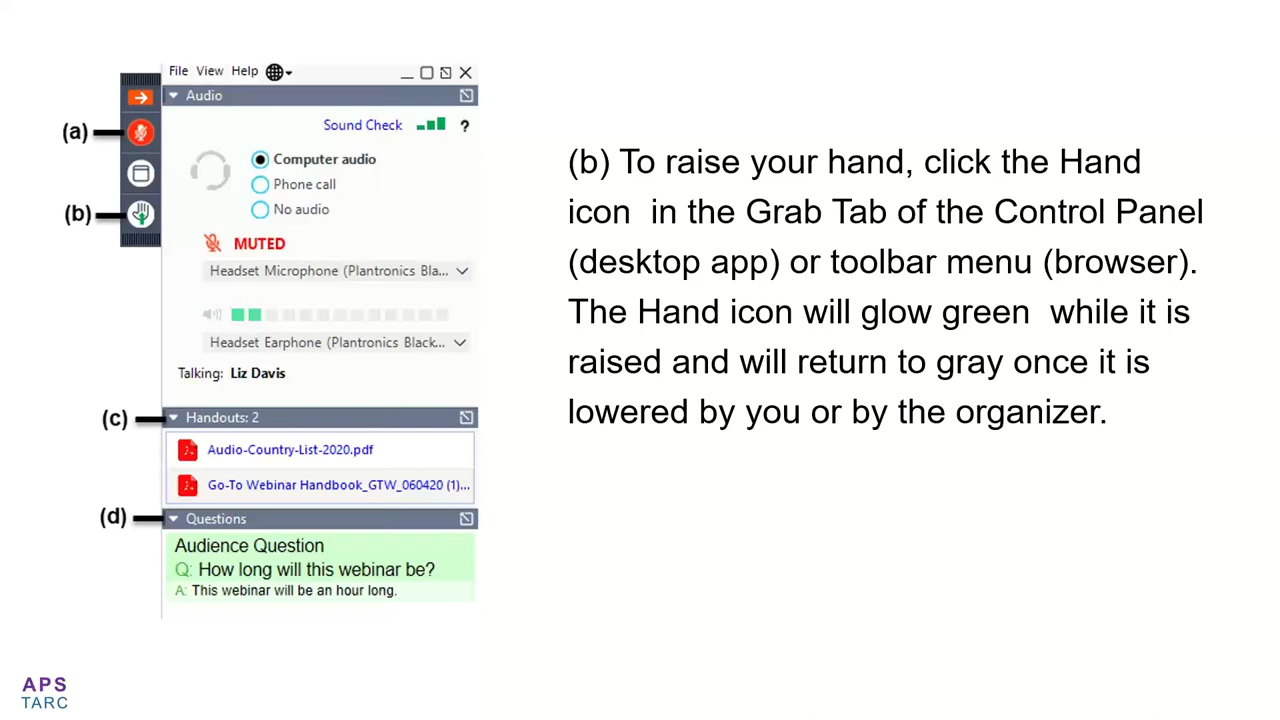 File View Help
Audio
(a)
Sound Check ?
Computer audio
Phone call
(b)
No audio
MUTED
Headset Microphone (Plantronics Bla...
Headset Earphone (Plantronics Black...
Talking: Liz Davis
(c)
Handouts: 2
Audio-Country-List-2020.pdf
Go-To Webinar Handbook_GTW_060420 (1)...
(d)
Questions
Audience Question
Q: How long will this webinar be?
A: This webinar will be an hour long.
(b) To raise your hand, click the Hand
icon in the Grab Tab of the Control Panel
(desktop app) or toolbar menu (browser).
The Hand icon will glow green while it is
raised and will return to gray once it is
lowered by you or by the organizer.
APS
TARC